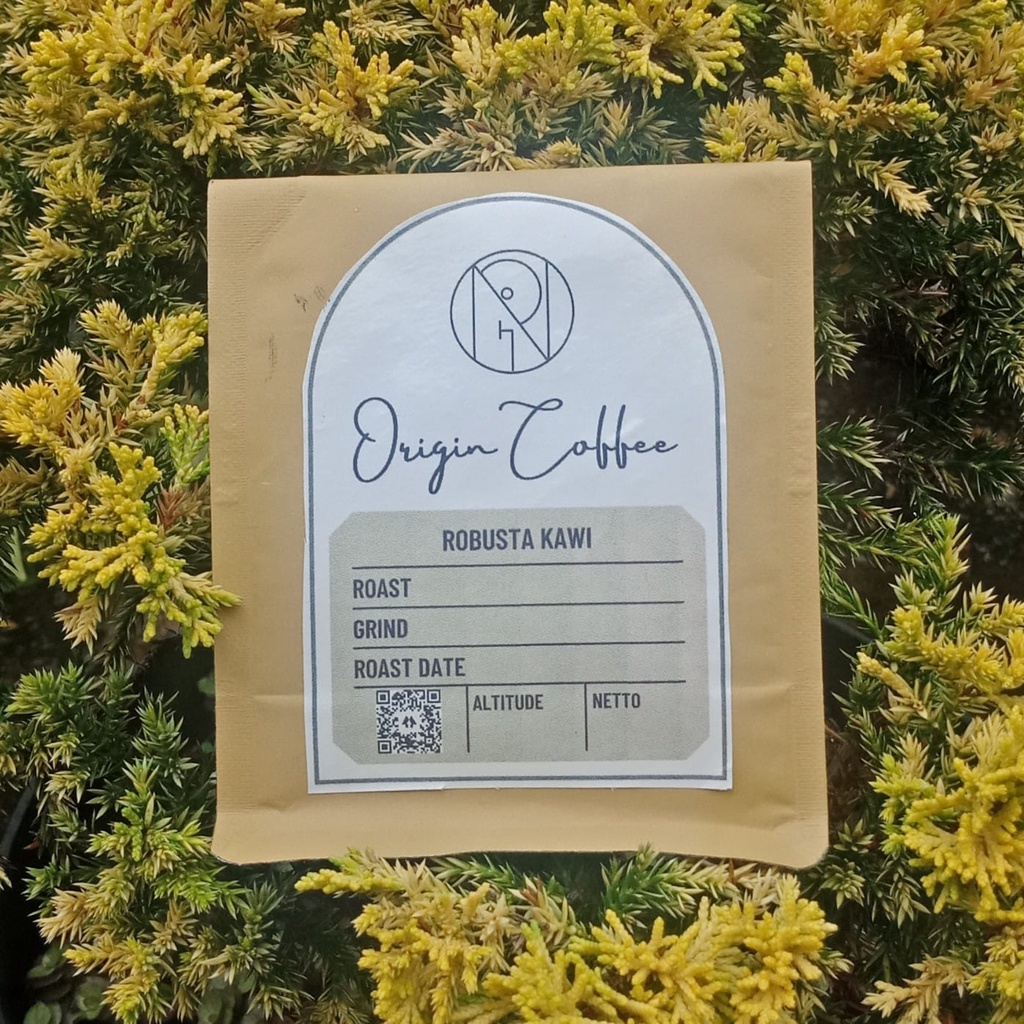 Origin Coffee
ROBUSTA KAWI
ROAST
GRIND
ROAST DATE
ALTITUDE
NETTO